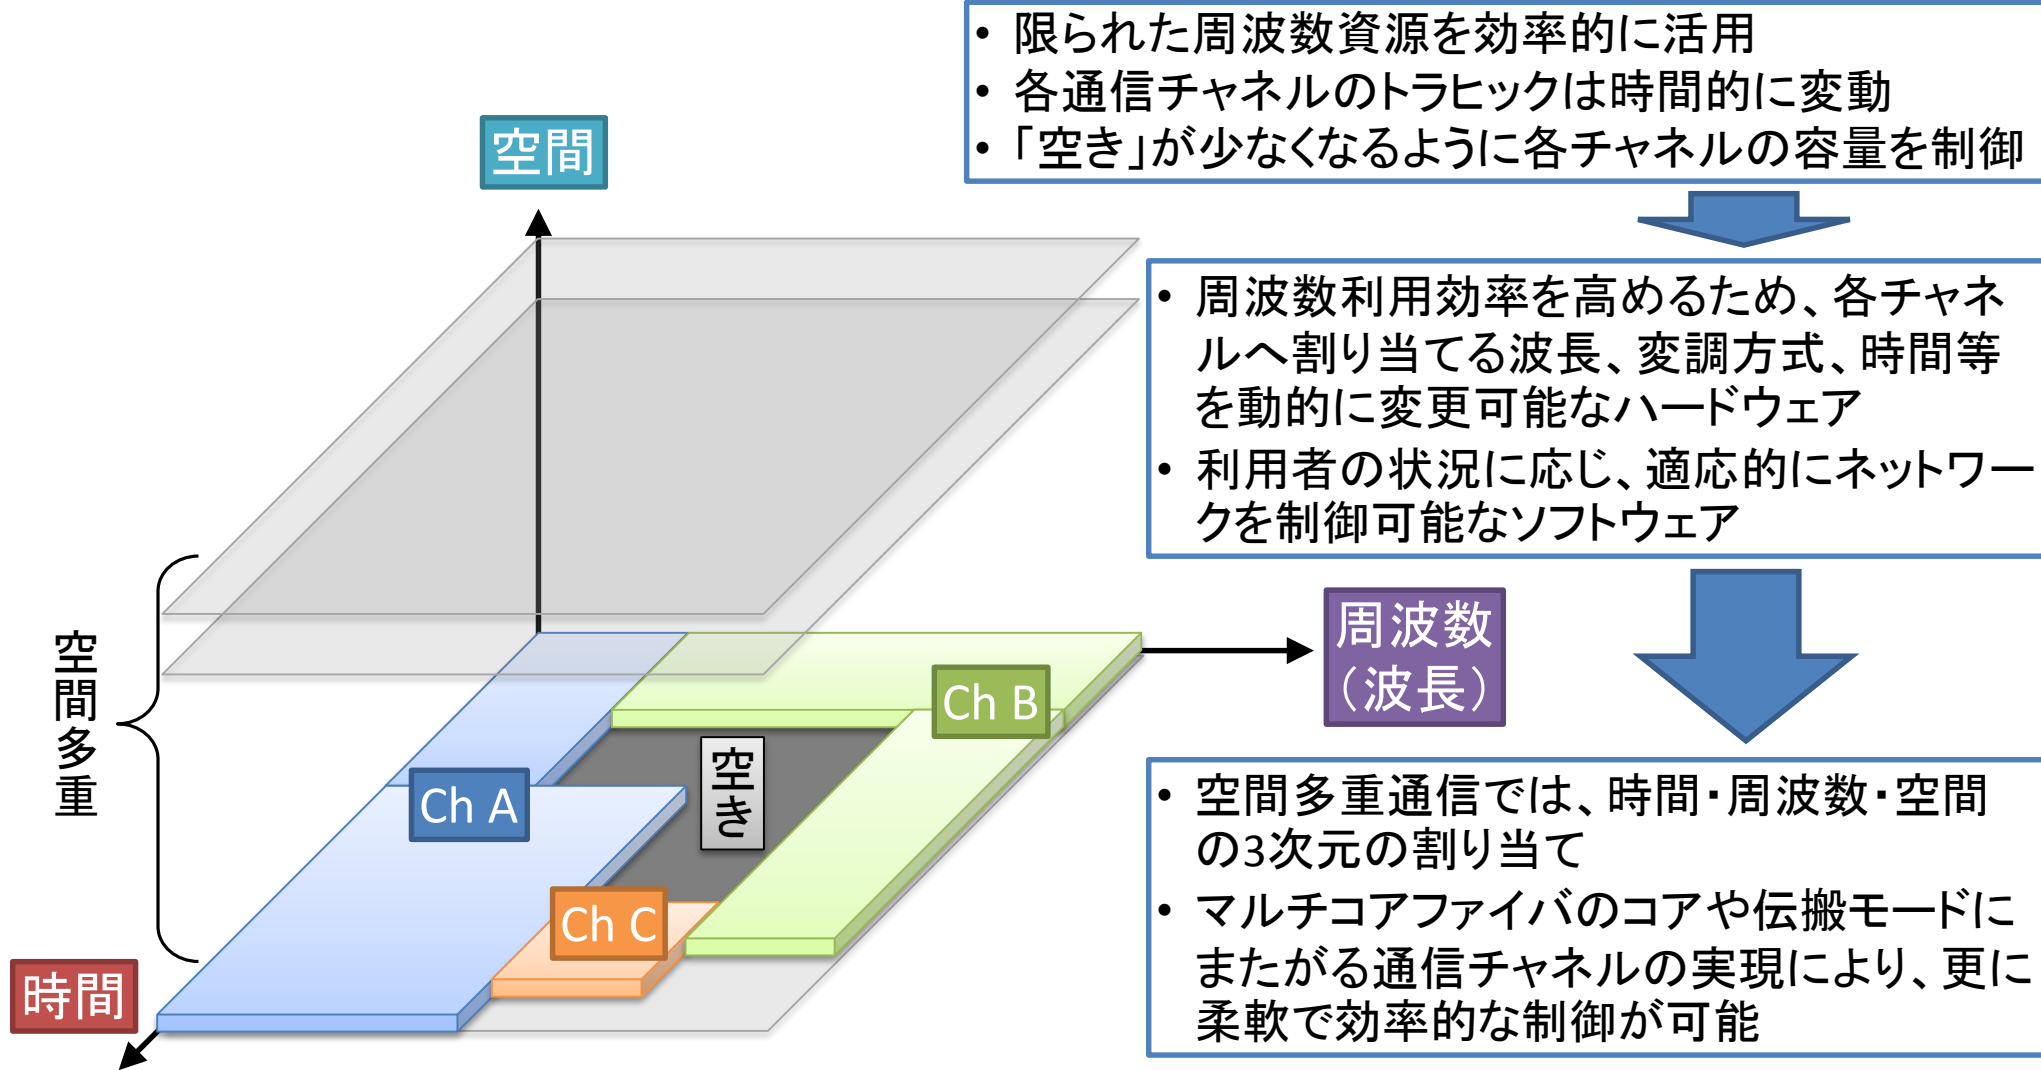 • 限られた周波数資源を効率的に活用
• 各通信チャネルのトラヒックは時間的に変動
• 「空き」が少なくなるように各チャネルの容量を制御
空間
• 周波数利用効率を高めるため、各チャネ
ルへ割り当てる波長、変調方式、時間等
を動的に変更可能なハードウェア
• 利用者の状況に応じ、適応的にネットワー
クを制御可能なソフトウェア
周波数
（波長）
空間多重
Ch B
空き
Ch A
Ch C
時間
• 空間多重通信では、時間・周波数・空間
の3次元の割り当て
• マルチコアファイバのコアや伝搬モードに
またがる通信チャネルの実現により、更に
柔軟で効率的な制御が可能